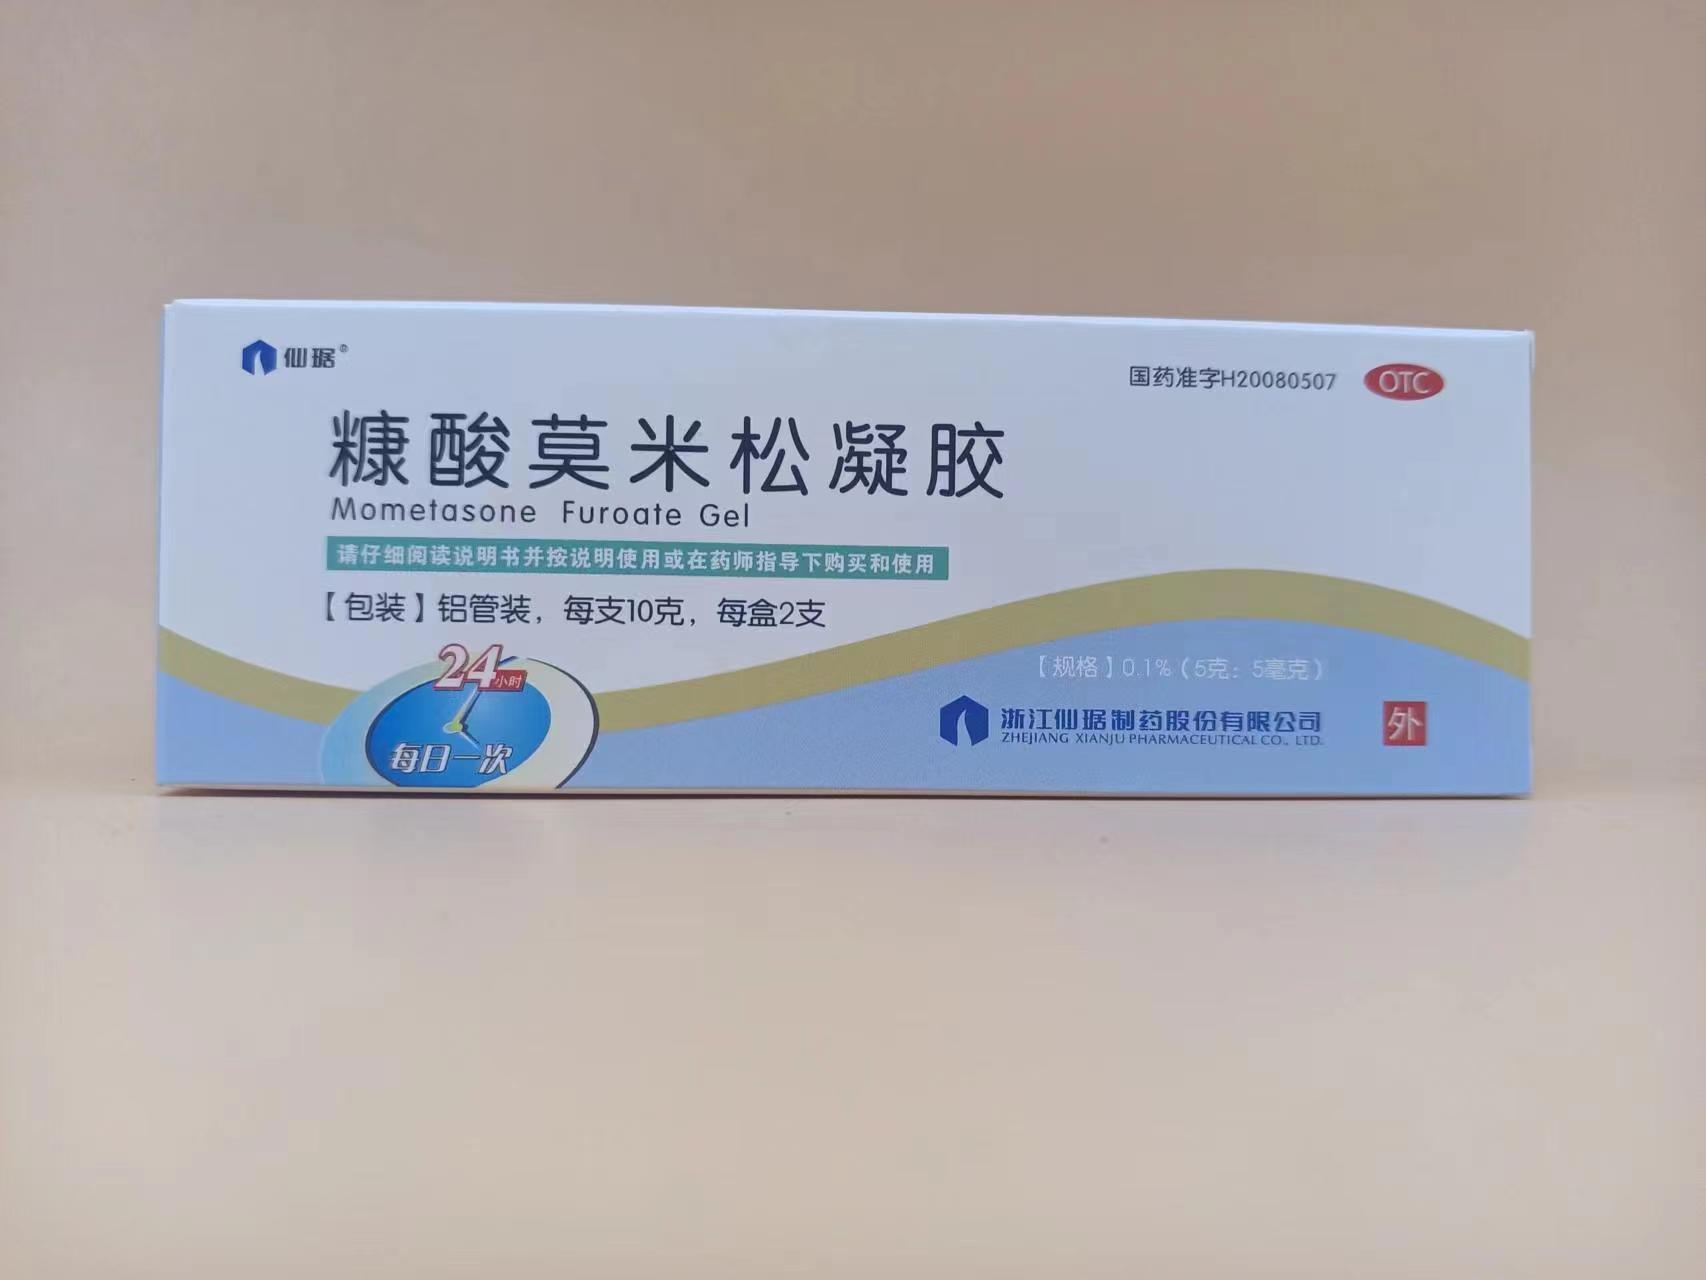 仙琚®
国药准字H20080507 OTC
糠酸莫米松凝胶
Mometasone Furoate Gel
请仔细阅读说明书并按说明使用或在药师指导下购买和使用
【包装】铝管装，每支10克，每盒2支
24小时
每日一次
【规格】0.1%（5克：5毫克）
浙江仙琚制药股份有限公司
ZHEJIANG XIANJU PHARMACEUTICAL CO., LTD.
外